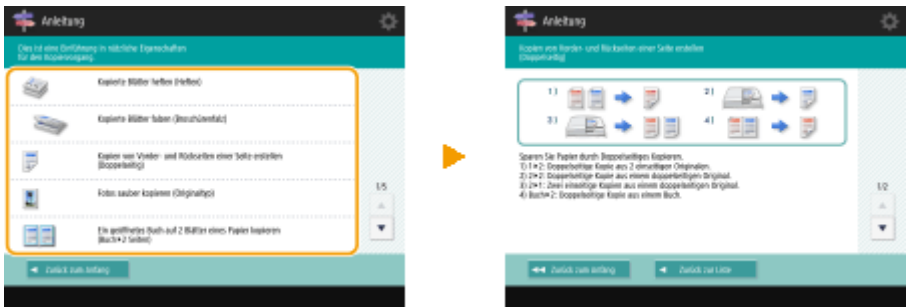 Anleitung
Dies ist eine Einführung in nützliche Eigenschaften
für den Kopiervorgang.
Kopierte Blätter heften (Heften)
Kopierte Blätter falzen (Broschürenfalz)
Kopien von Vorder- und Rückseiten einer Seite erstellen
(Doppelseitig)
Fotos sauber kopieren (Originaltyp)
Ein geöffnetes Buch auf 2 Blätter eines Papier kopieren
(Buch➔2 Seiten)
1/5
Zurück zum Anfang
Anleitung
Kopien von Vorder- und Rückseiten einer Seite erstellen
(Doppelseitig)
1)
2)
3)
4)
Sparen Sie Papier durch Doppelseitiges Kopieren.
1) 1➔2: Doppelseitige Kopie aus 2 einseitigen Originalen.
2) 2➔2: Doppelseitige Kopie aus einem doppelseitigen Original.
3) 2➔1: Zwei einseitige Kopien aus einem doppelseitigen Original.
4) Buch➔2: Doppelseitige Kopie aus einem Buch.
1/2
Zurück zum Anfang
Zurück zur Liste